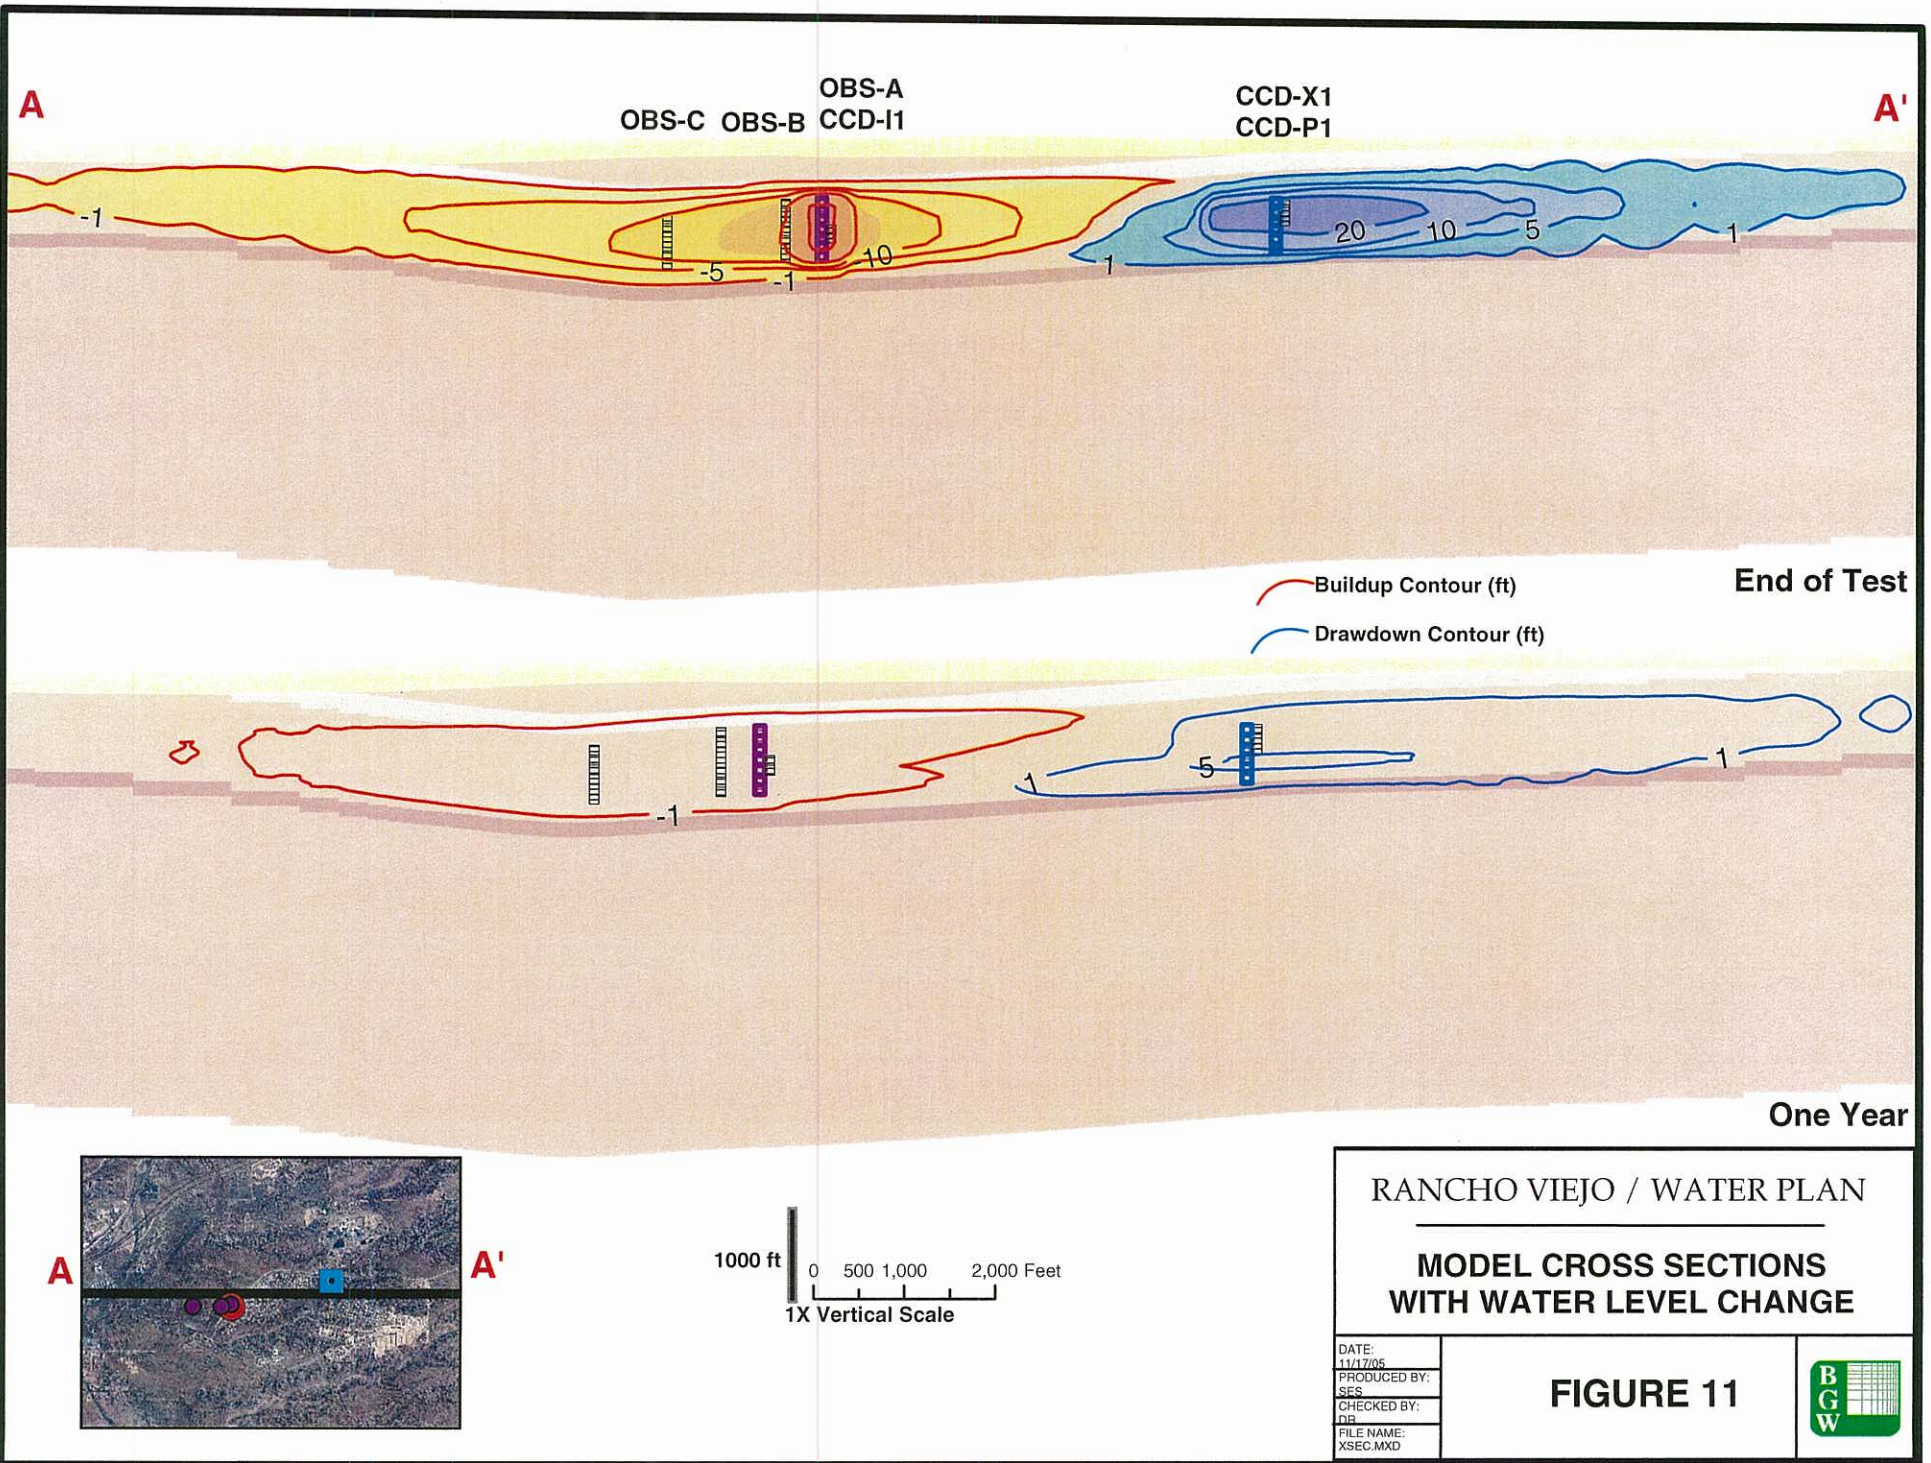 A
OBS-C
OBS-B
OBS-A
CCD-I1
CCD-X1
CCD-P1
A'
-1
-5
-1
-10
1
20
10
5
1
End of Test
Buildup Contour (ft)
Drawdown Contour (ft)
-1
1
5
1
One Year
A
A'
1000 ft
0 500 1,000 2,000 Feet
1X Vertical Scale
RANCHO VIEJO / WATER PLAN
MODEL CROSS SECTIONS
WITH WATER LEVEL CHANGE
DATE:
11/17/05
PRODUCED BY:
SES
CHECKED BY:
DR
FILE NAME:
XSEC.MXD
FIGURE 11
B
G
W